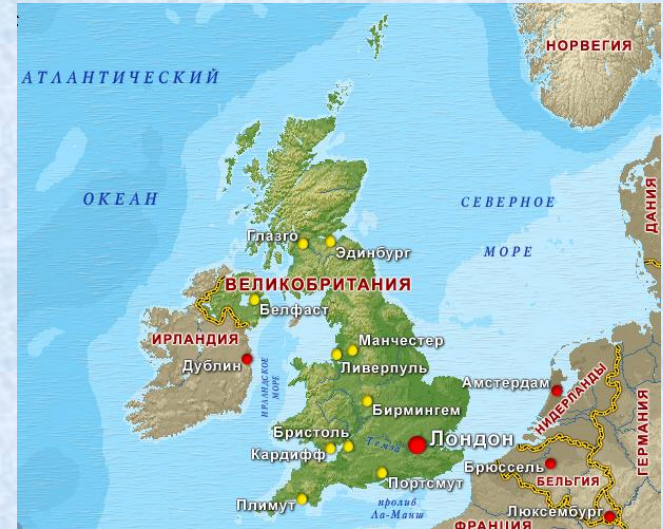 НОРВЕГИЯ
АТЛАНТИЧЕСКИЙ
ОКЕАН
СЕВЕРНОЕ
МОРЕ
ДАНИЯ
Глазго
Эдинбург
ВЕЛИКОБРИТАНИЯ
Белфаст
ИРЛАНДИЯ
Дублин
ИРЛАНДСКОЕ
МОРЕ
Манчестер
Ливерпуль
Амстердам
НИДЕРЛАНДЫ
ГЕРМАНИЯ
Бирмингем
Бристоль
Темза
Лондон
Кардифф
Брюссель
БЕЛЬГИЯ
Портсмут
Плимут
пролив
Ла-Манш
Люксембург
ФРАНЦИЯ